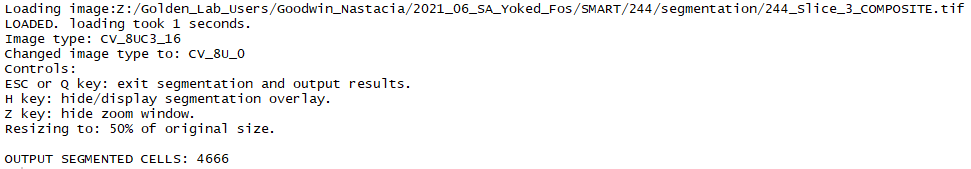 Loading image:Z:/Golden_Lab_Users/Goodwin_Nastacia/2021_06_SA_Yoked_Fos/SMART/244/segmentation/244_Slice_3_COMPOSITE.tif
LOADED. loading took 1 seconds.
Image type: CV_8UC3_16
Changed image type to: CV_8U_0
Controls:
ESC or Q key: exit segmentation and output results.
H key: hide/display segmentation overlay.
Z key: hide zoom window.
Resizing to: 50% of original size.
OUTPUT SEGMENTED CELLS: 4666